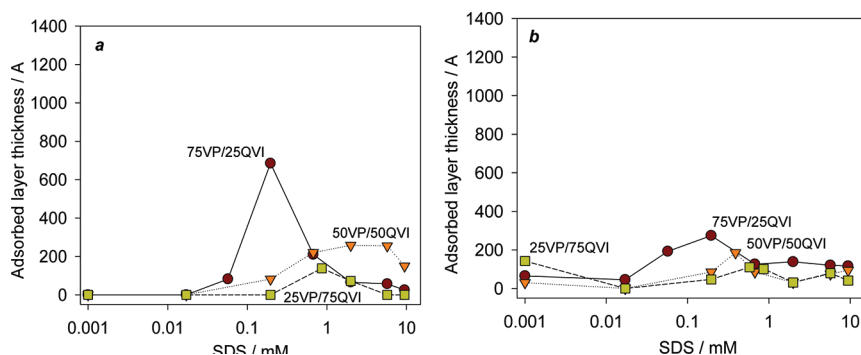 a
1400
1200
1000
800
600
400
200
0
Adsorbed layer thickness / A
75VP/25QVI
50VP/50QVI
25VP/75QVI
0.001 0.01 0.1 1 10
SDS / mM
b
1400
1200
1000
800
600
400
200
0
Adsorbed layer thickness / A
75VP/25QVI
25VP/75QVI
50VP/50QVI
0.001 0.01 0.1 1 10
SDS / mM